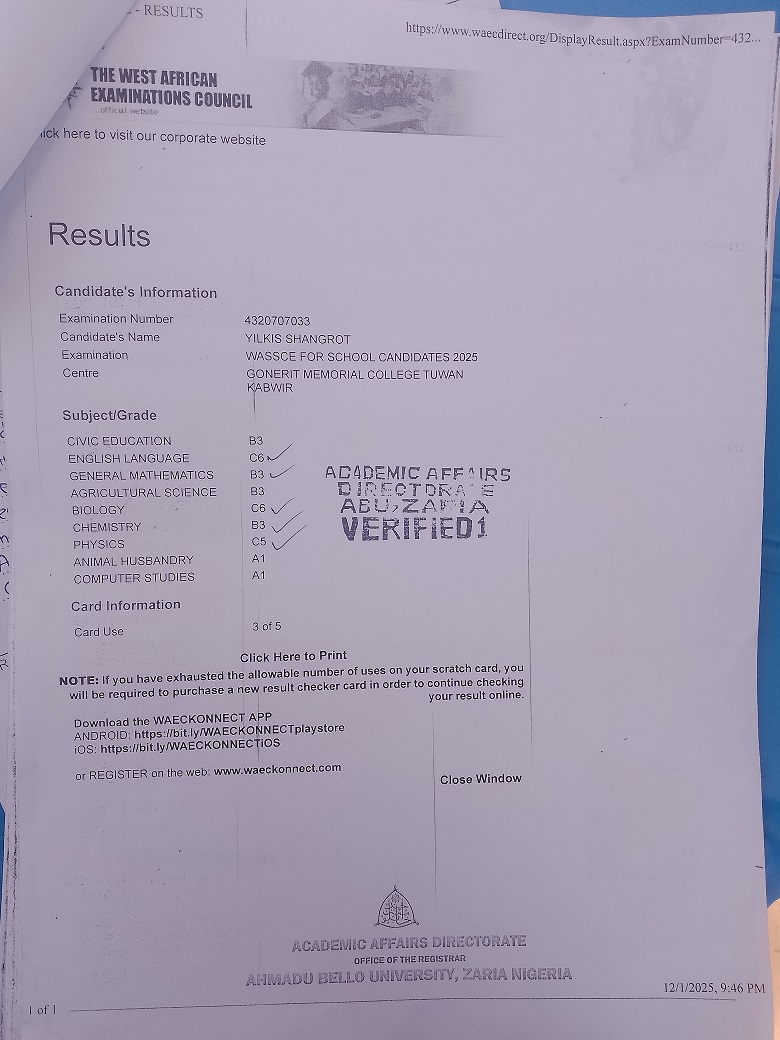 - RESULTS
https://www.waecdirect.org/DisplayResult.aspx?ExamNumber=432...
THE WEST AFRICAN
EXAMINATIONS COUNCIL
...official website
ick here to visit our corporate website
Results
Candidate's Information
Examination Number 4320707033
Candidate's Name YILKIS SHANGROT
Examination WASSCE FOR SCHOOL CANDIDATES 2025
Centre GONERIT MEMORIAL COLLEGE TUWAN
KABWIR
Subject/Grade
CIVIC EDUCATION B3
ENGLISH LANGUAGE C6
GENERAL MATHEMATICS B3
AGRICULTURAL SCIENCE B3
BIOLOGY C6
CHEMISTRY B3
PHYSICS C5
ANIMAL HUSBANDRY A1
COMPUTER STUDIES A1
ACADEMIC AFFAIRS
DIRECTORATE
ABU, ZARIA
VERIFIED1
Card Information
Card Use 3 of 5
Click Here to Print
NOTE: If you have exhausted the allowable number of uses on your scratch card, you
will be required to purchase a new result checker card in order to continue checking
your result online.
Download the WAECKONNECT APP
ANDROID: https://bit.ly/WAECKONNECTplaystore
iOS: https://bit.ly/WAECKONNECTiOS
or REGISTER on the web: www.waeckonnect.com
Close Window
ACADEMIC AFFAIRS DIRECTORATE
OFFICE OF THE REGISTRAR
AHMADU BELLO UNIVERSITY, ZARIA NIGERIA
12/1/2025, 9:46 PM
1 of 1